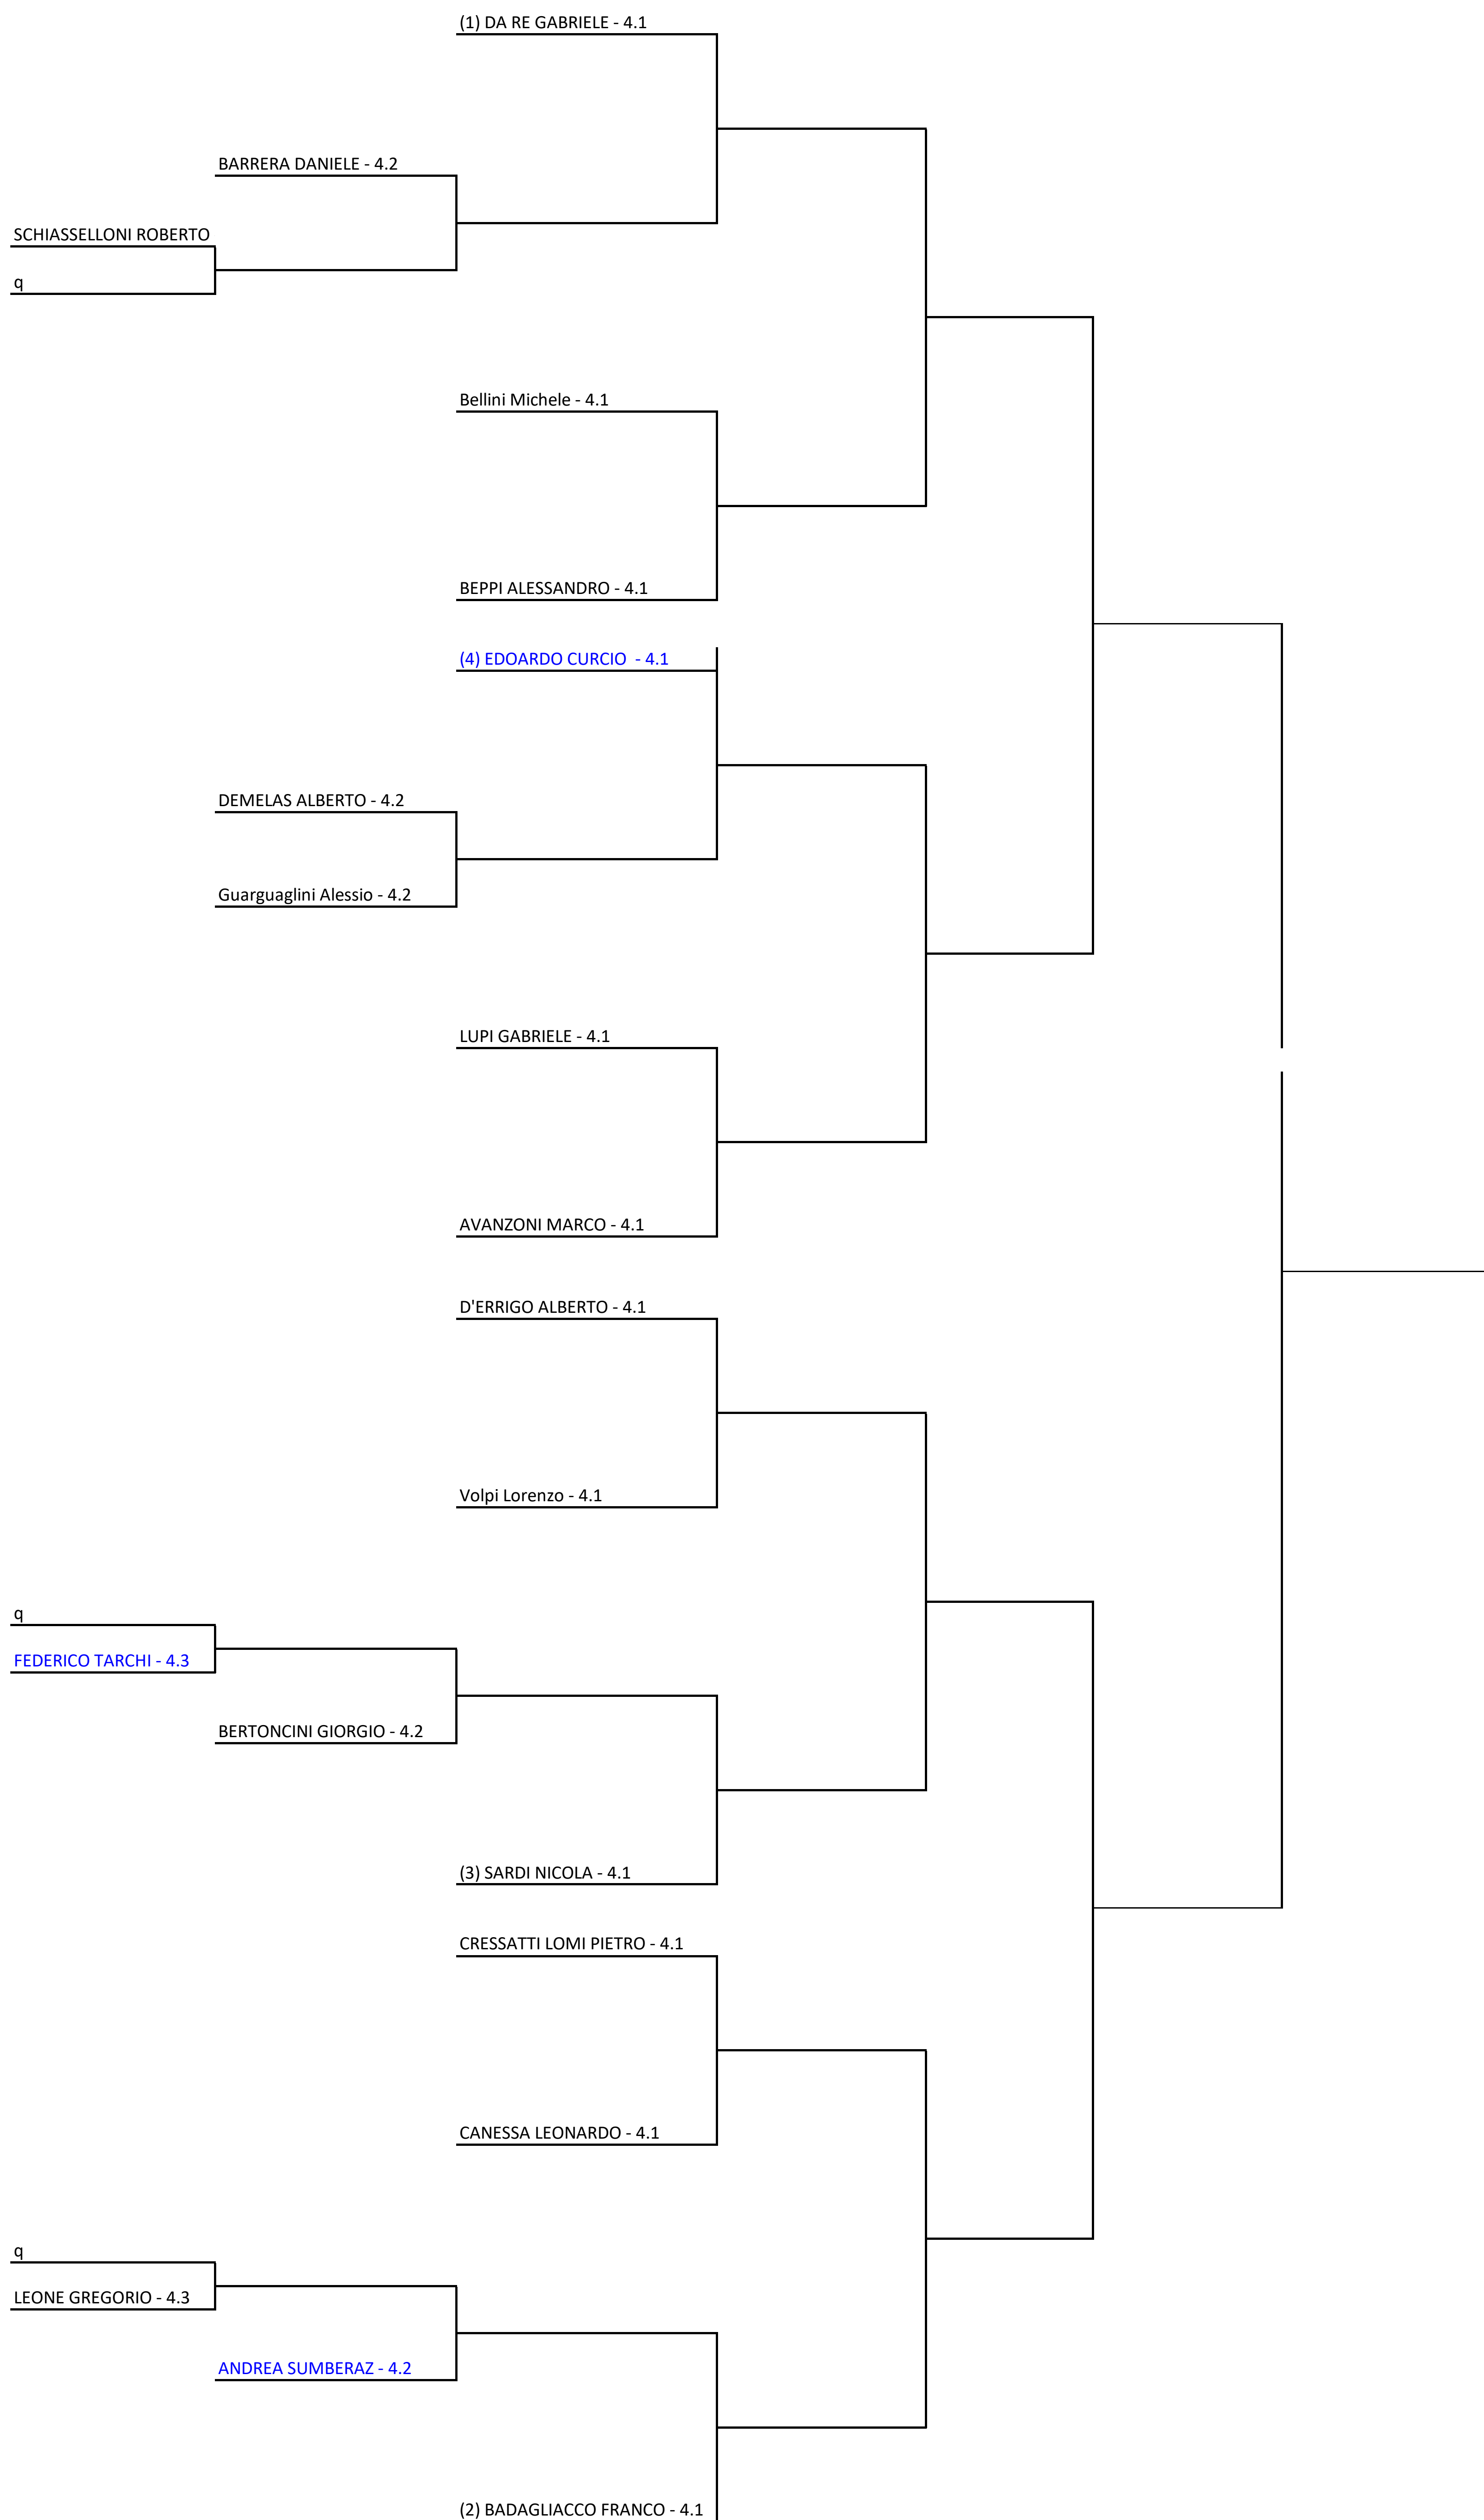 (1) DA RE GABRIELE - 4.1
BARRERA DANIELE - 4.2
SCHIASSELLONI ROBERTO
q
Bellini Michele - 4.1
BEPPI ALESSANDRO - 4.1
(4) EDOARDO CURCIO  - 4.1
DEMELAS ALBERTO - 4.2
Guarguaglini Alessio - 4.2
LUPI GABRIELE - 4.1
AVANZONI MARCO - 4.1
D'ERRIGO ALBERTO - 4.1
Volpi Lorenzo - 4.1
q
FEDERICO TARCHI - 4.3
BERTONCINI GIORGIO - 4.2
(3) SARDI NICOLA - 4.1
CRESSATTI LOMI PIETRO - 4.1
CANESSA LEONARDO - 4.1
q
LEONE GREGORIO - 4.3
ANDREA SUMBERAZ - 4.2
(2) BADAGLIACCO FRANCO - 4.1